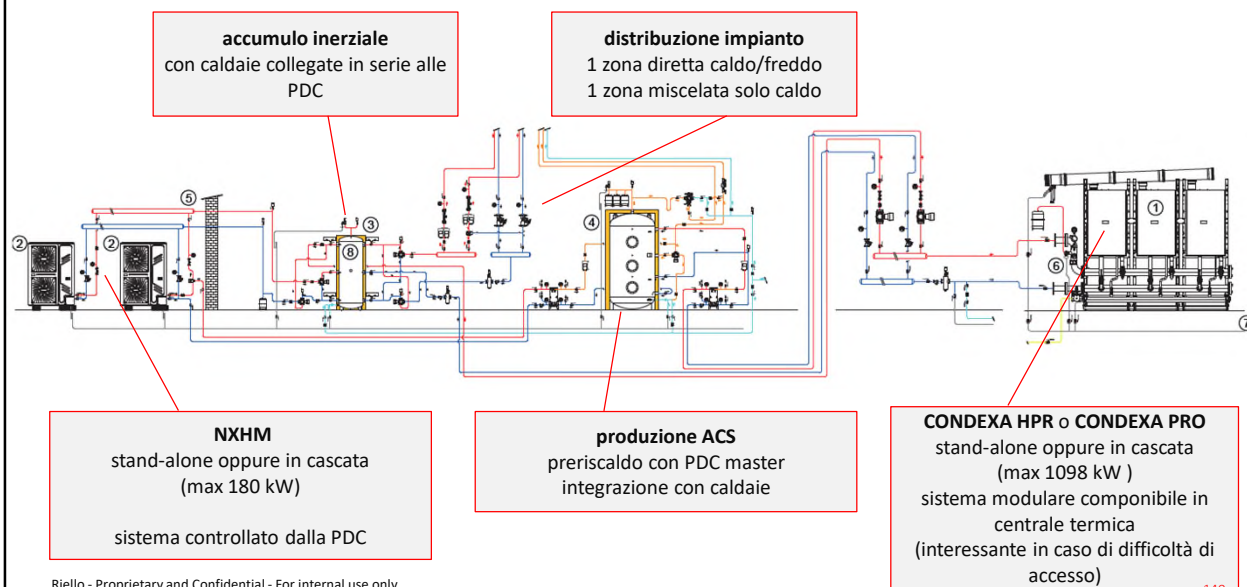 accumulo inerziale
con caldaie collegate in serie alle
PDC
distribuzione impianto
1 zona diretta caldo/freddo
1 zona miscelata solo caldo
5
2
2
3
8
4
1
6
7
NXHM
stand-alone oppure in cascata
(max 180 kW)
sistema controllato dalla PDC
produzione ACS
preriscaldo con PDC master
integrazione con caldaie
CONDEXA HPR o CONDEXA PRO
stand-alone oppure in cascata
(max 1098 kW )
sistema modulare componibile in
centrale termica
(interessante in caso di difficoltà di
accesso)
Riello - Proprietary and Confidential - For internal use only